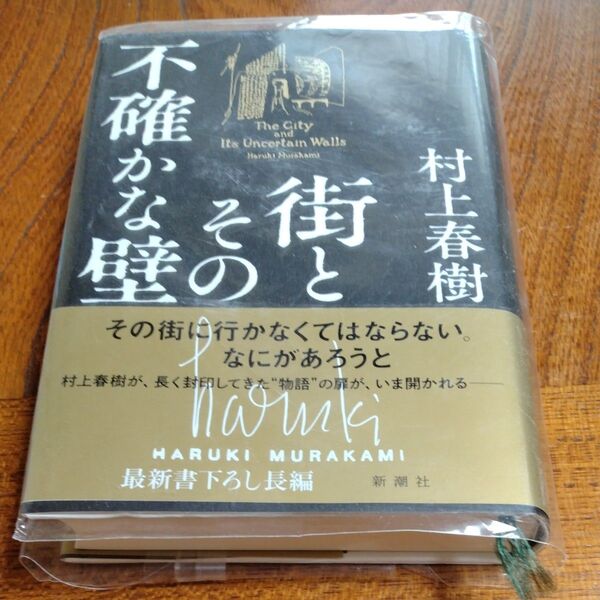 The City
and
Its Uncertain Walls
Haruki Murakami
村上春樹
街と
その
不確かな壁
その街に行かなくてはならない。
なにがあろうと
村上春樹が、長く封印してきた“物語”の扉が、いま開かれる——
haruki
HARUKI MURAKAMI
最新書下ろし長編
新潮社